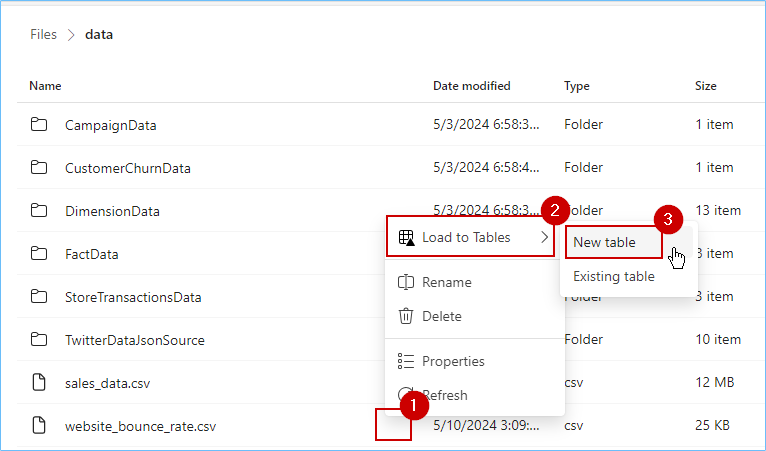 Files > data
Name Date modified Type Size
CampaignData 5/3/2024 6:58:3... Folder 1 item
CustomerChurnData 5/3/2024 6:58:4... Folder 1 item
DimensionData 5/3/2024 6:58:3... Folder 13 item
2
3
Load to Tables >
New table
FactData 3 item
Existing table
Rename
StoreTransactionsData Folder 3 item
Delete
TwitterDataJsonSource Folder 10 item
Properties
sales_data.csv csv 12 MB
Refresh
1
website_bounce_rate.csv 5/10/2024 3:09:... csv 25 KB